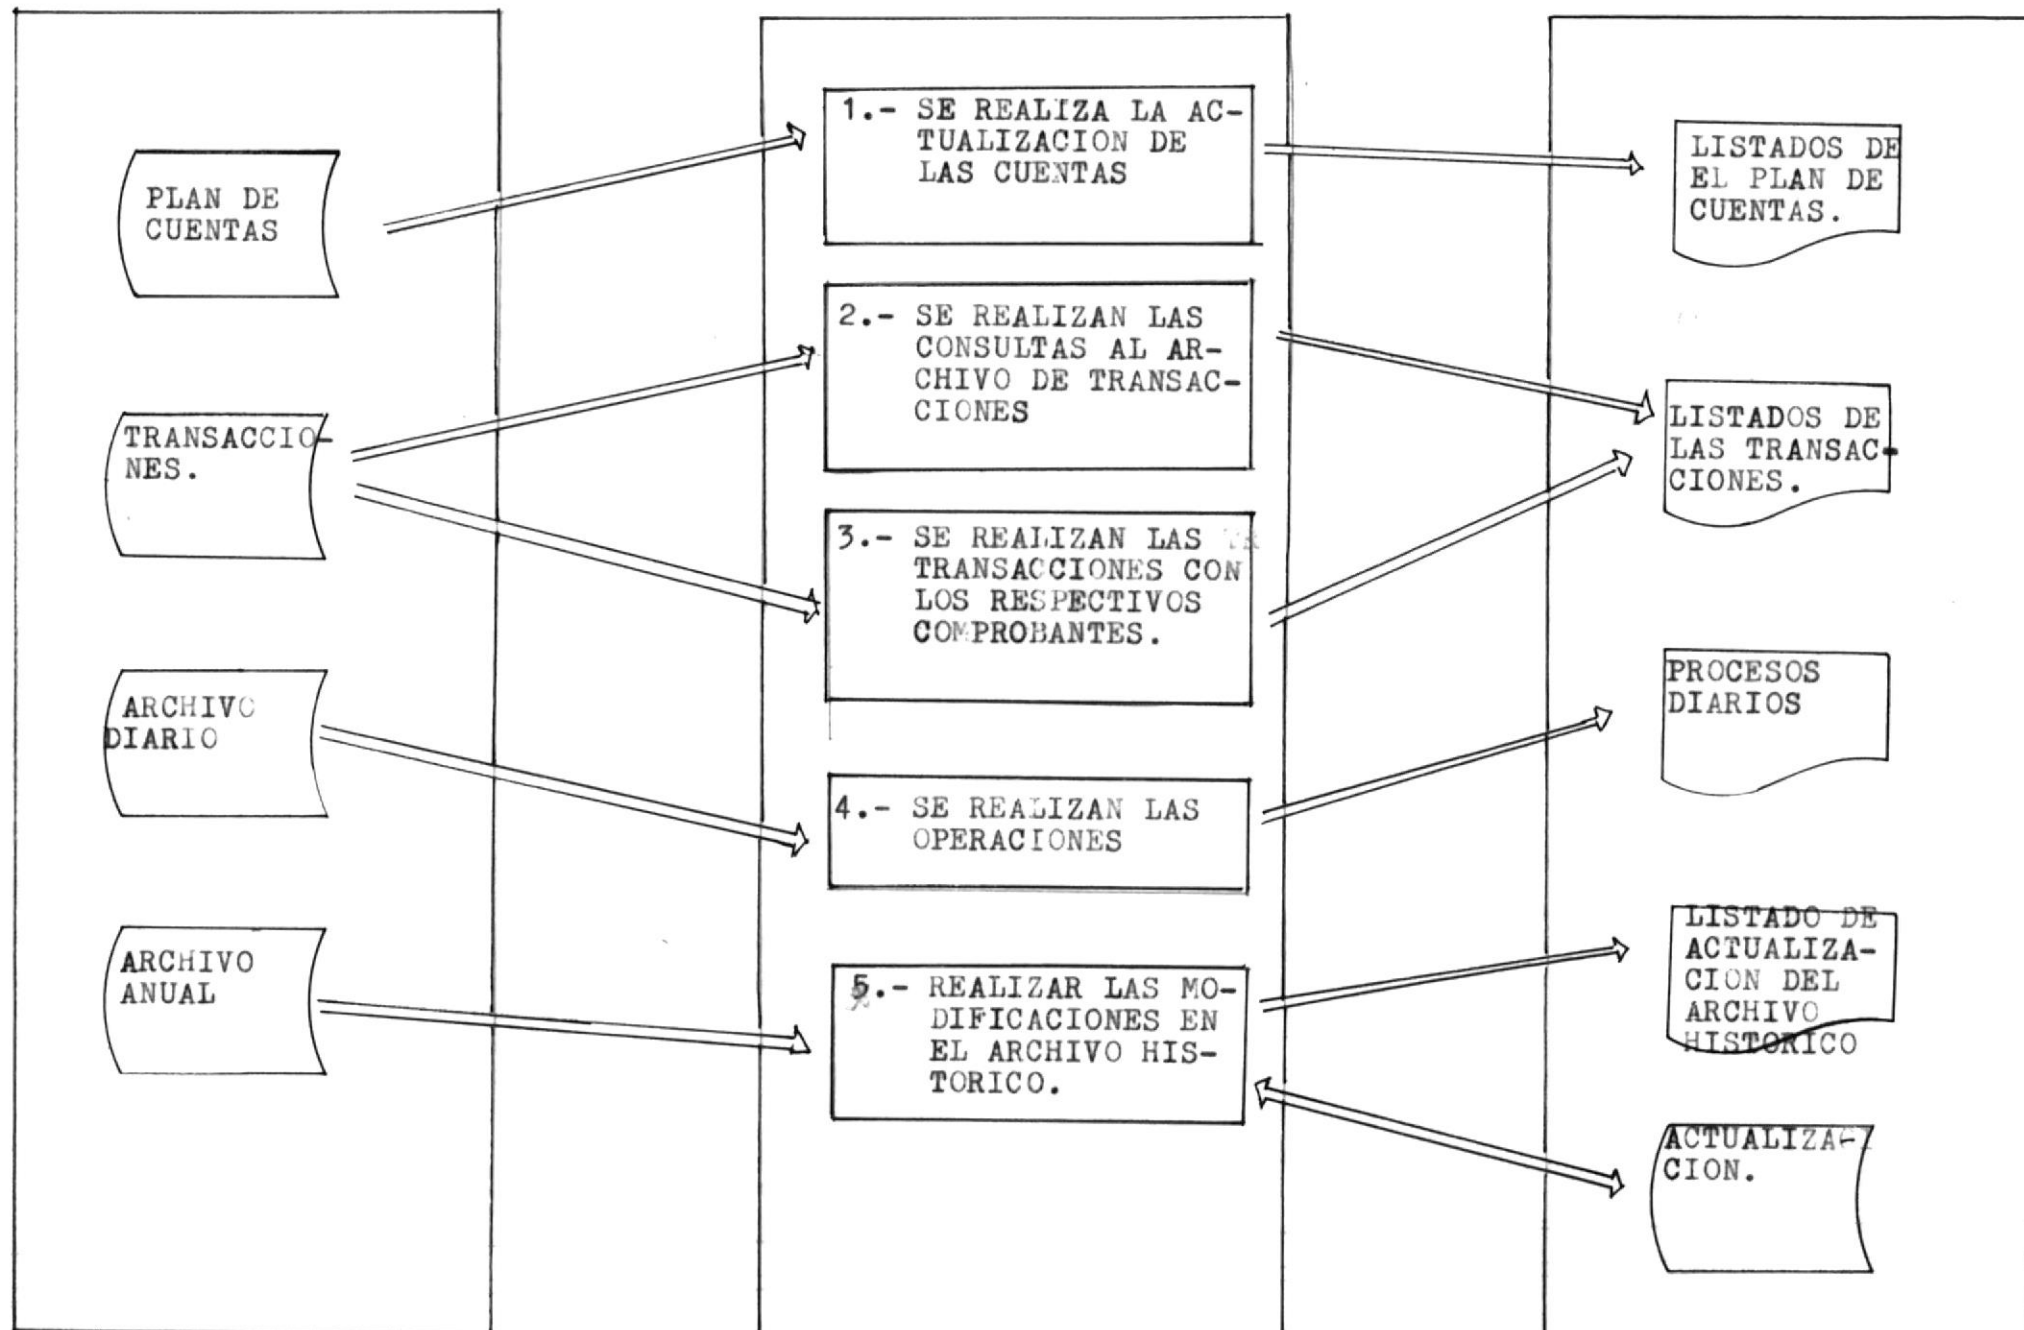 PLAN DE
CUENTAS
TRANSACCIO-
NES.
ARCHIVO
DIARIO
ARCHIVO
ANUAL
1.- SE REALIZA LA AC-
TUALIZACION DE
LAS CUENTAS
2.- SE REALIZAN LAS
CONSULTAS AL AR-
CHIVO DE TRANSAC-
CIONES
3.- SE REALIZAN LAS
TRANSACCIONES CON
LOS RESPECTIVOS
COMPROBANTES.
4.- SE REALIZAN LAS
OPERACIONES
5.- REALIZAR LAS MO-
DIFICACIONES EN
EL ARCHIVO HIS-
TORICO.
LISTADOS DE
EL PLAN DE
CUENTAS.
LISTADOS DE
LAS TRANSAC-
CIONES.
PROCESOS
DIARIOS
LISTADO DE
ACTUALIZA-
CION DEL
ARCHIVO
HISTORICO
ACTUALIZA-
CION.